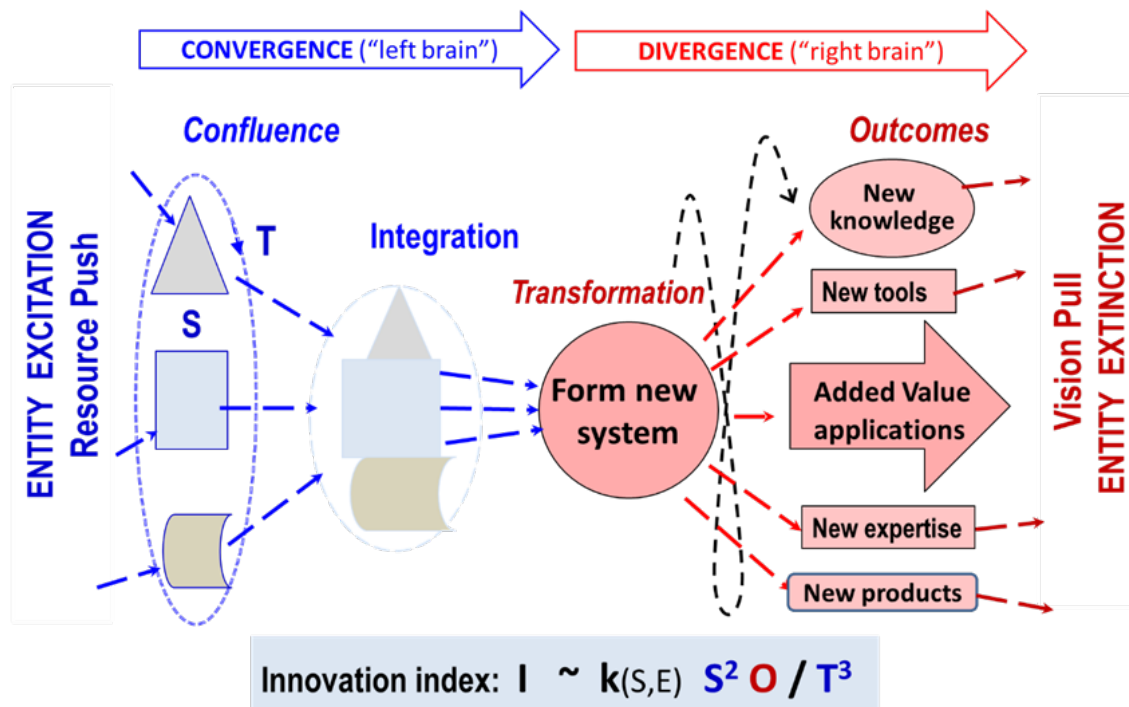 CONVERGENCE (“left brain”)
DIVERGENCE (“right brain”)
ENTITY EXCITATION
Resource Push
Confluence
T
S
Integration
Transformation
Form new
system
Outcomes
New
knowledge
New tools
Added Value
applications
New expertise
New products
Vision Pull
ENTITY EXTINCTION
Innovation index: I ~ k(S,E) S² O / T³